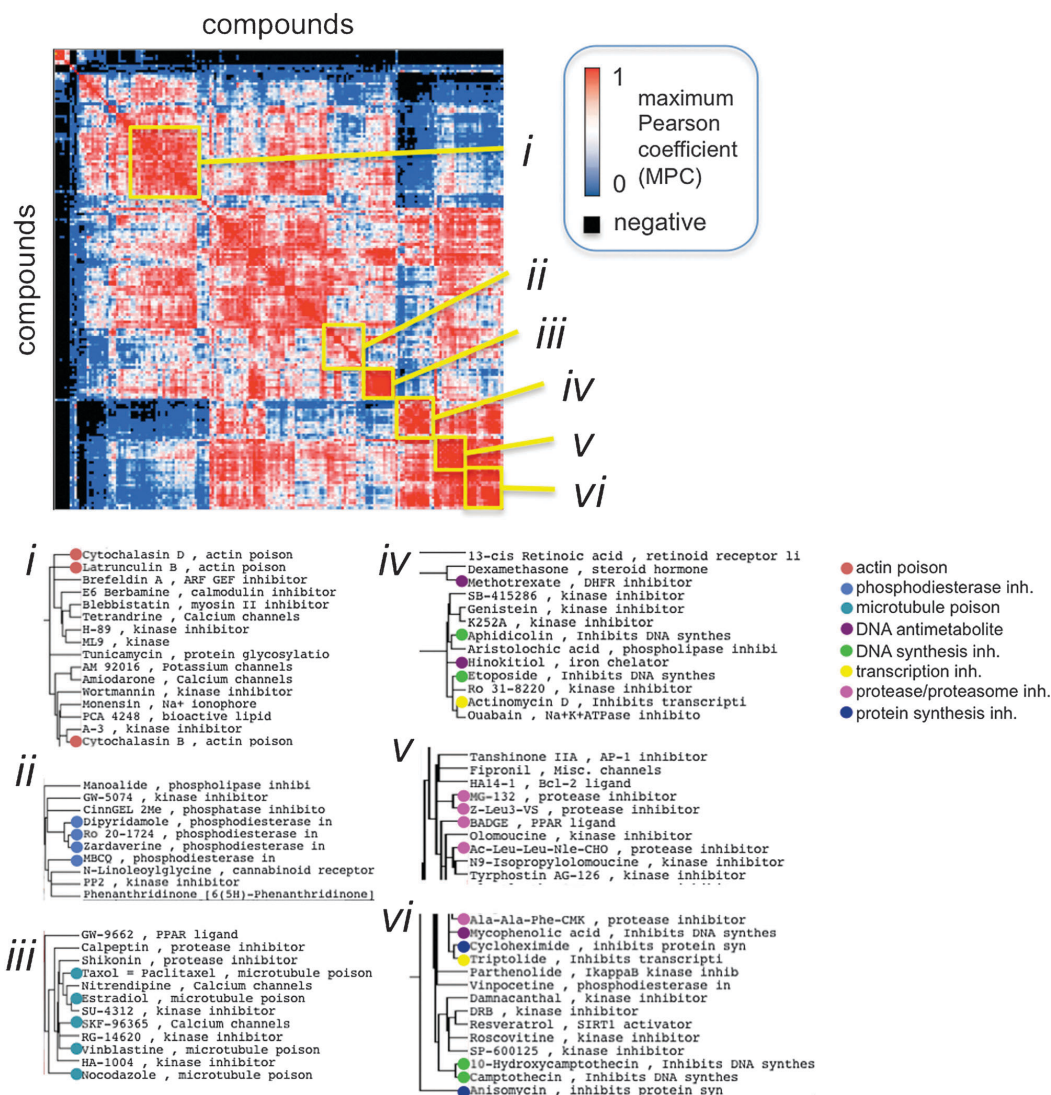 compounds
compounds
1
0
maximum
Pearson
coefficient
(MPC)
negative
i
ii
iii
iv
v
vi
i
Cytochalasin D , actin poison
Latrunculin B , actin poison
Brefeldin A , ARF GEF inhibitor
E6 Berbamine , calmodulin inhibitor
Blebbistatin , myosin II inhibitor
Tetrandrine , Calcium channels
H-89 , kinase inhibitor
ML9 , kinase
Tunicamycin , protein glycosylatio
AM 92016 , Potassium channels
Amiodarone , Calcium channels
Wortmannin , kinase inhibitor
Monensin , Na+ ionophore
PCA 4248 , bioactive lipid
A-3 , kinase inhibitor
Cytochalasin B , actin poison
ii
Manoalide , phospholipase inhibi
GW-5074 , kinase inhibitor
CinnGEL 2Me , phosphatase inhibito
Dipyridamole , phosphodiesterase in
Ro 20-1724 , phosphodiesterase in
Zardaverine , phosphodiesterase in
MBCQ , phosphodiesterase in
N-Linoleoylglycine , cannabinoid receptor
PP2 , kinase inhibitor
Phenanthridinone [6(5H)-Phenanthridinone]
iii
GW-9662 , PPAR ligand
Calpeptin , protease inhibitor
Shikonin , protease inhibitor
Taxol = Paclitaxel , microtubule poison
Nitrendipine , Calcium channels
Estradiol , microtubule poison
SU-4312 , kinase inhibitor
SKF-96365 , Calcium channels
RG-14620 , kinase inhibitor
Vinblastine , microtubule poison
HA-1004 , kinase inhibitor
Nocodazole , microtubule poison
iv
13-cis Retinoic acid , retinoid receptor li
Dexamethasone , steroid hormone
Methotrexate , DHFR inhibitor
SB-415286 , kinase inhibitor
Genistein , kinase inhibitor
K252A , kinase inhibitor
Aphidicolin , Inhibits DNA synthes
Aristolochic acid , phospholipase inhibi
Hinokitiol , iron chelator
Etoposide , Inhibits DNA synthes
Ro 31-8220 , kinase inhibitor
Actinomycin D , Inhibits transcripti
Ouabain , Na+K+ATPase inhibito
v
Tanshinone IIA , AP-1 inhibitor
Fipronil , Misc. channels
HA14-1 , Bcl-2 ligand
MG-132 , protease inhibitor
Z-Leu3-VS , protease inhibitor
BADGE , PPAR ligand
Olomoucine , kinase inhibitor
Ac-Leu-Leu-Nle-CHO , protease inhibitor
N9-Isopropylolomoucine , kinase inhibitor
Tyrphostin AG-126 , kinase inhibitor
vi
Ala-Ala-Phe-CMK , protease inhibitor
Mycophenolic acid , Inhibits DNA synthes
Cycloheximide , inhibits protein syn
Triptolide , Inhibits transcripti
Parthenolide , IkappaB kinase inhib
Vinpocetine , phosphodiesterase in
Damnacanthal , kinase inhibitor
DRB , kinase inhibitor
Resveratrol , SIRT1 activator
Roscovitine , kinase inhibitor
SP-600125 , kinase inhibitor
10-Hydroxycamptothecin , Inhibits DNA synthes
Camptothecin , Inhibits DNA synthes
Anisomycin , inhibits protein syn
actin poison
phosphodiesterase inh.
microtubule poison
DNA antimetabolite
DNA synthesis inh.
transcription inh.
protease/proteasome inh.
protein synthesis inh.